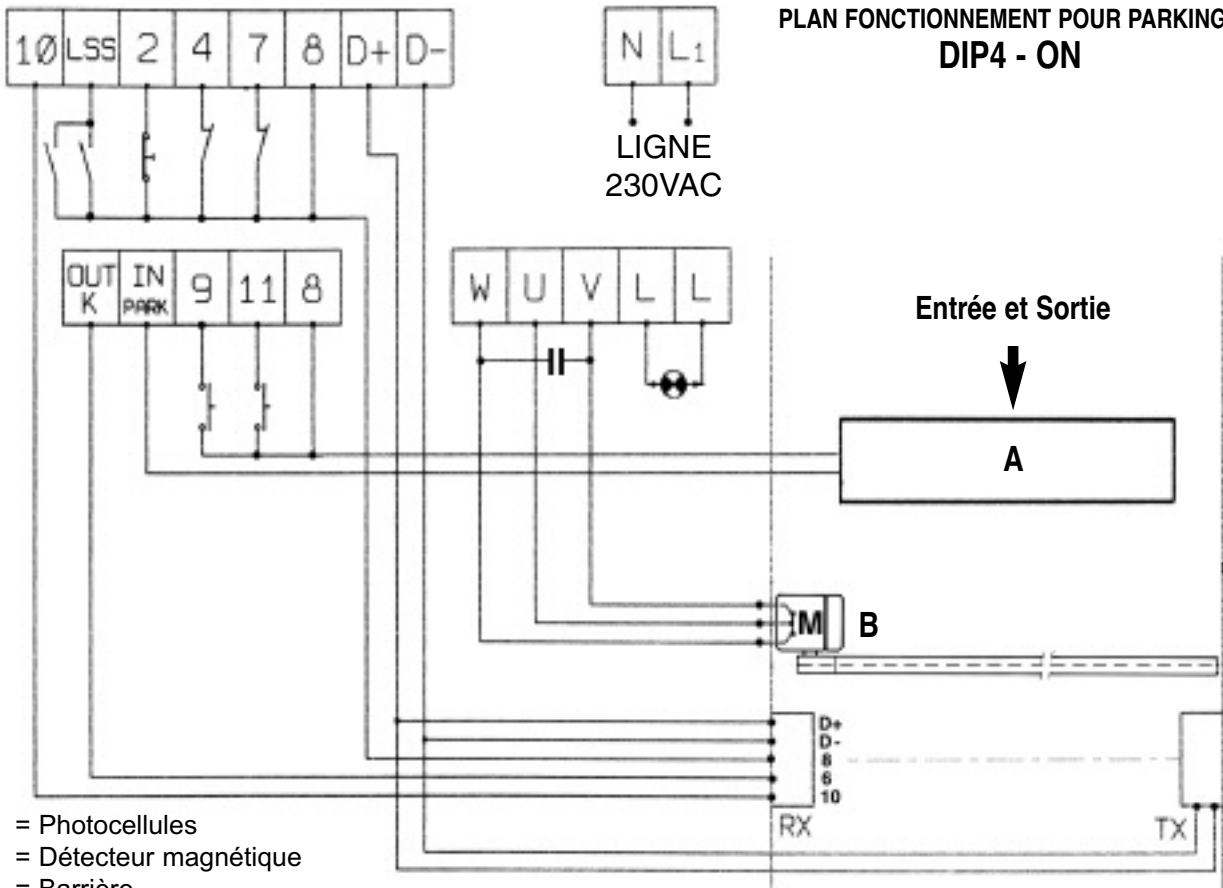 PLAN FONCTIONNEMENT POUR PARKING
DIP4 - ON
10 LSS 2 4 7 8 D+ D-
N L1
LIGNE
230VAC
OUT K IN PARK 9 11 8
W U V L L
Entrée et Sortie
A
M B
D+
D-
8
6
10
RX
TX
= Photocellules
= Détecteur magnétique
= Barrière